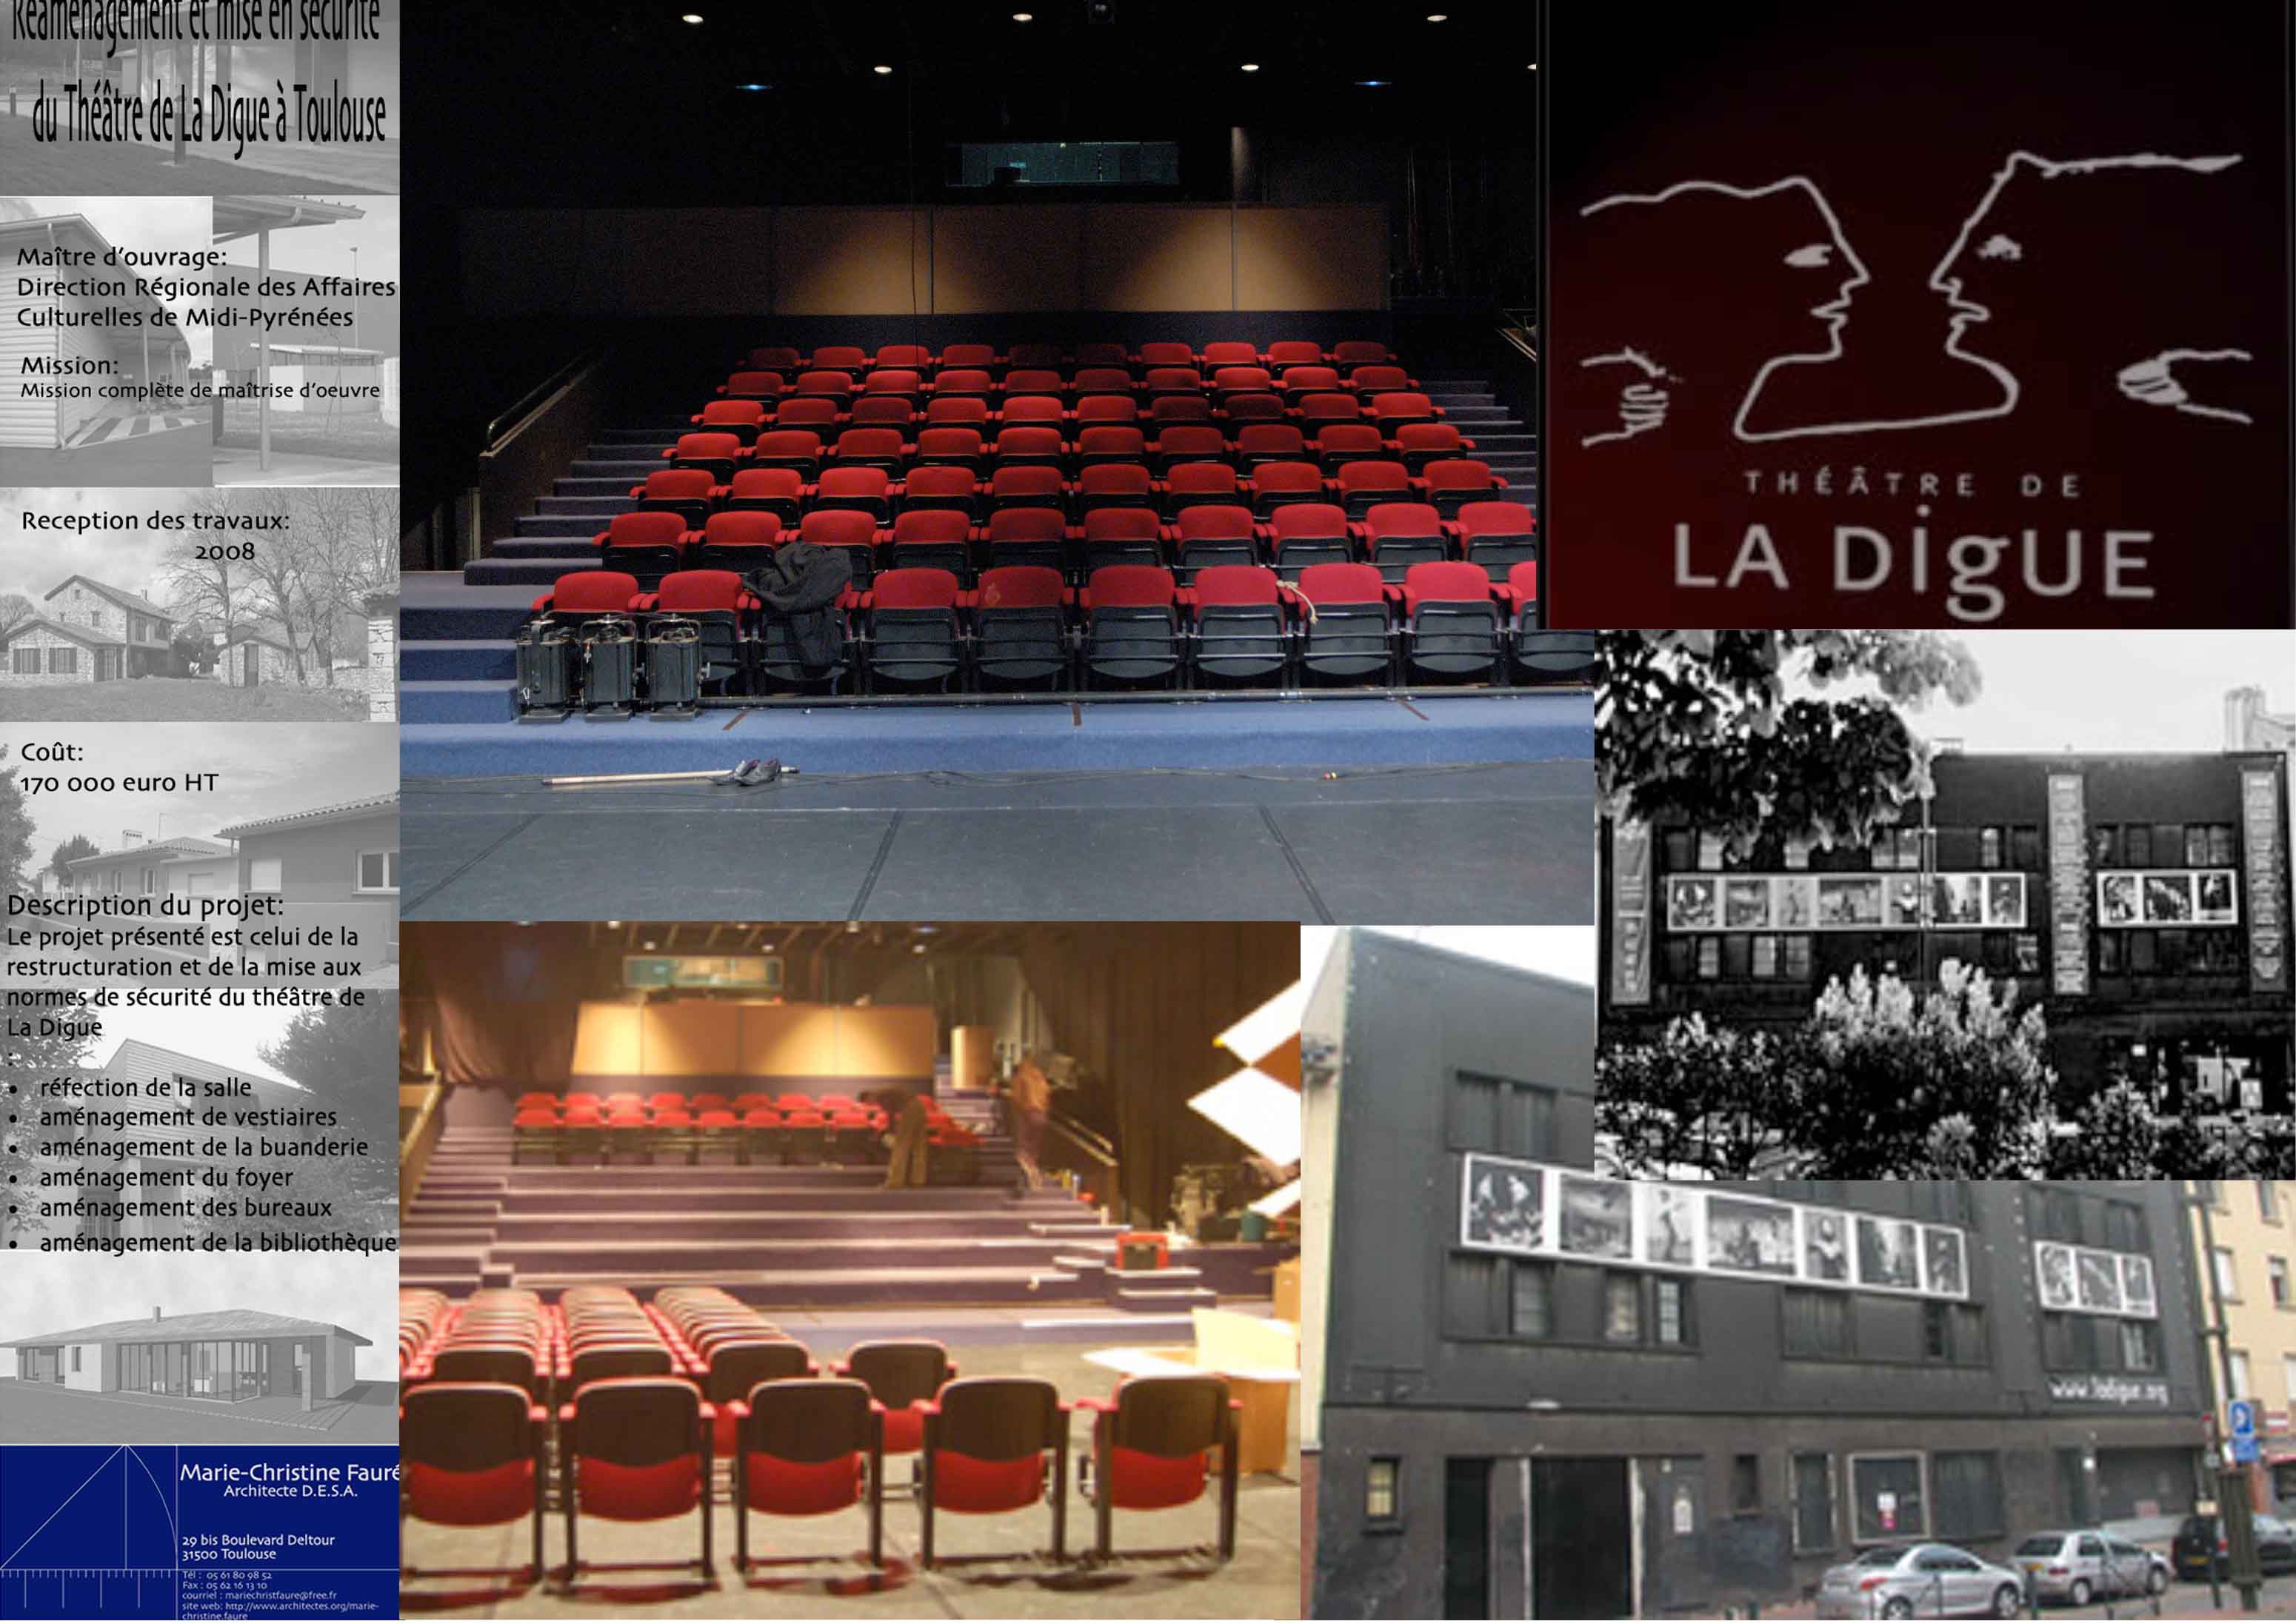 Réaménagement et mise en sécurité
du Théâtre de La Digue à Toulouse
Maître d'ouvrage:
Direction Régionale des Affaires
Culturelles de Midi-Pyrénées
Mission:
Mission complète de maîtrise d'oeuvre
Reception des travaux:
2008
Coût:
170 000 euro HT
Description du projet:
Le projet présenté est celui de la
restructuration et de la mise aux
normes de sécurité du théâtre de
La Digue
:
• réfection de la salle
• aménagement de vestiaires
• aménagement de la buanderie
• aménagement du foyer
• aménagement des bureaux
• aménagement de la bibliothèque
Marie-Christine Fauré
Architecte D.E.S.A.
29 bis Boulevard Deltour
31500 Toulouse
Tél : 05 61 80 98 52
Fax : 05 62 16 13 10
courriel : mariechristfaure@free.fr
site web: http://www.architectes.org/marie-
christine.faure
THÉÂTRE DE
LA DigUE
www.ladigue.org